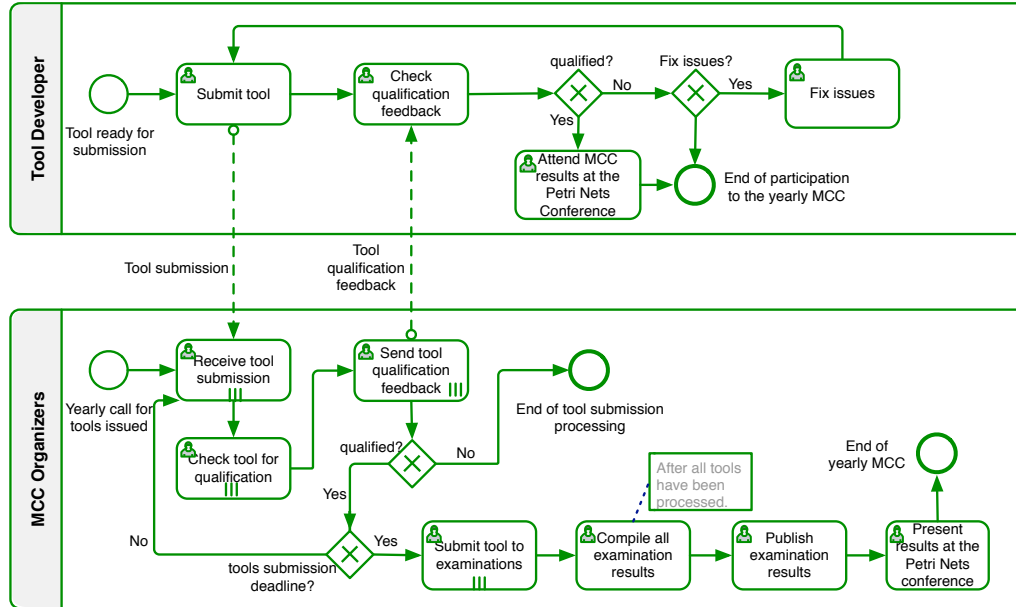 Tool Developer
Tool ready for
submission
Submit tool
Check
qualification
feedback
qualified?
No
Yes
Fix issues?
Yes
Fix issues
Attend MCC
results at the
Petri Nets
Conference
End of participation
to the yearly MCC
Tool submission
Tool
qualification
feedback
MCC Organizers
Yearly call for
tools issued
Receive tool
submission
Check tool for
qualification
Send tool
qualification
feedback
qualified?
No
Yes
End of tool submission
processing
tools submission
deadline?
No
Yes
Submit tool to
examinations
After all tools
have been
processed.
Compile all
examination
results
Publish
examination
results
Present
results at the
Petri Nets
conference
End of
yearly MCC